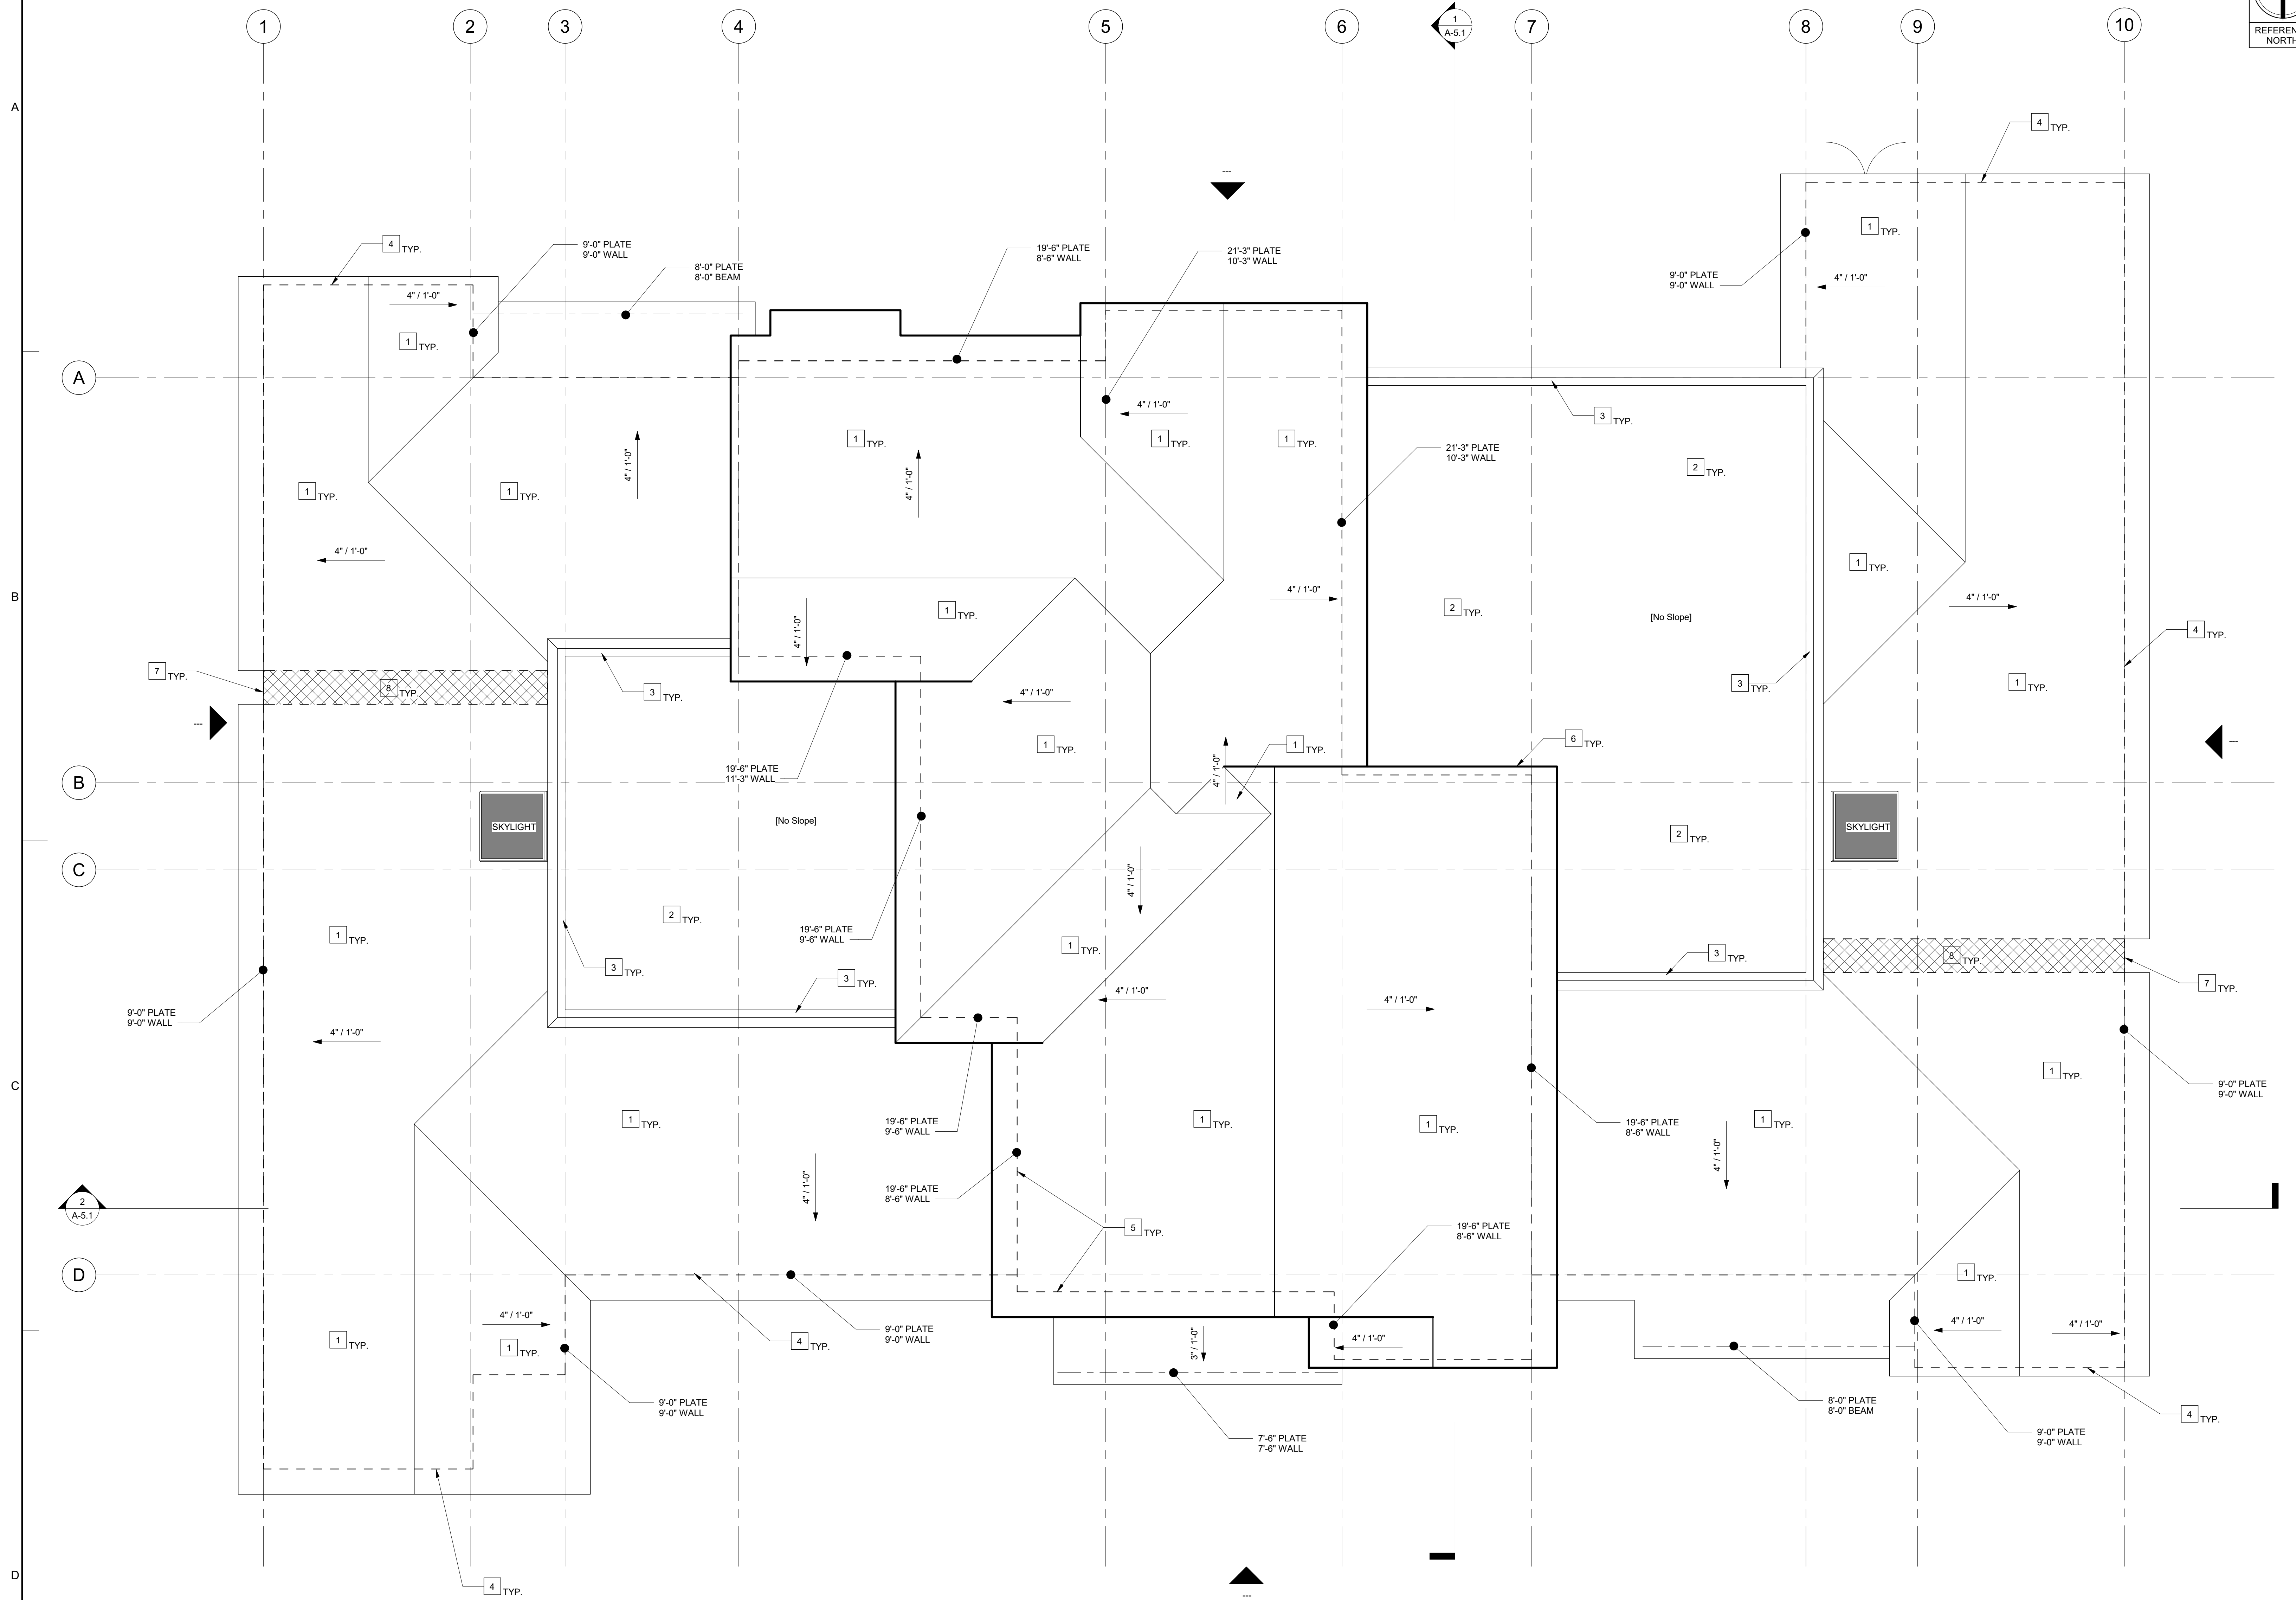 1
2
3
4
5
6
1
A-5.1
7
8
9
10
REFEREN
NORTH
A
4 TYP.
4 TYP.
9'-0" PLATE
9'-0" WALL
8'-0" PLATE
8'-0" BEAM
19'-6" PLATE
8'-6" WALL
21'-3" PLATE
10'-3" WALL
---
1 TYP.
9'-0" PLATE
9'-0" WALL
4" / 1'-0"
4" / 1'-0"
1 TYP.
A
4" / 1'-0"
3 TYP.
1 TYP.
1 TYP.
1 TYP.
21'-3" PLATE
10'-3" WALL
2 TYP.
4" / 1'-0"
4" / 1'-0"
1 TYP.
1 TYP.
4" / 1'-0"
1 TYP.
B
4" / 1'-0"
4" / 1'-0"
1 TYP.
4" / 1'-0"
2 TYP.
[No Slope]
4" / 1'-0"
4 TYP.
7 TYP.
8 TYP.
3 TYP.
4" / 1'-0"
3 TYP.
1 TYP.
---
1 TYP.
1 TYP.
6 TYP.
---
B
19'-6" PLATE
11'-3" WALL
4" / 1'-0"
SKYLIGHT
[No Slope]
2 TYP.
SKYLIGHT
C
4" / 1'-0"
2 TYP.
1 TYP.
19'-6" PLATE
9'-6" WALL
1 TYP.
3 TYP.
3 TYP.
3 TYP.
8 TYP.
7 TYP.
9'-0" PLATE
9'-0" WALL
4" / 1'-0"
4" / 1'-0"
4" / 1'-0"
1 TYP.
C
9'-0" PLATE
9'-0" WALL
1 TYP.
19'-6" PLATE
9'-6" WALL
1 TYP.
1 TYP.
19'-6" PLATE
8'-6" WALL
1 TYP.
4" / 1'-0"
4" / 1'-0"
19'-6" PLATE
8'-6" WALL
2
A-5.1
5 TYP.
19'-6" PLATE
8'-6" WALL
D
1 TYP.
4" / 1'-0"
1 TYP.
1 TYP.
9'-0" PLATE
9'-0" WALL
4 TYP.
3" / 1'-0"
4" / 1'-0"
4" / 1'-0"
4" / 1'-0"
9'-0" PLATE
9'-0" WALL
7'-6" PLATE
7'-6" WALL
8'-0" PLATE
8'-0" BEAM
9'-0" PLATE
9'-0" WALL
4 TYP.
D
4 TYP.
---